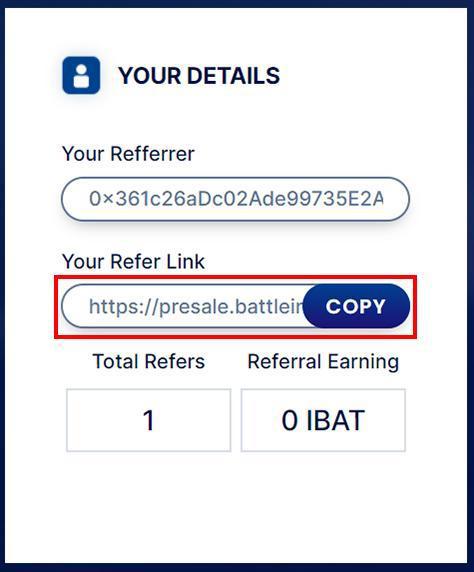 YOUR DETAILS
Your Refferrer
0×361c26aDc02Ade99735E2A
Your Refer Link
https://presale.battlein COPY
Total Refers Referral Earning
1 0 IBAT